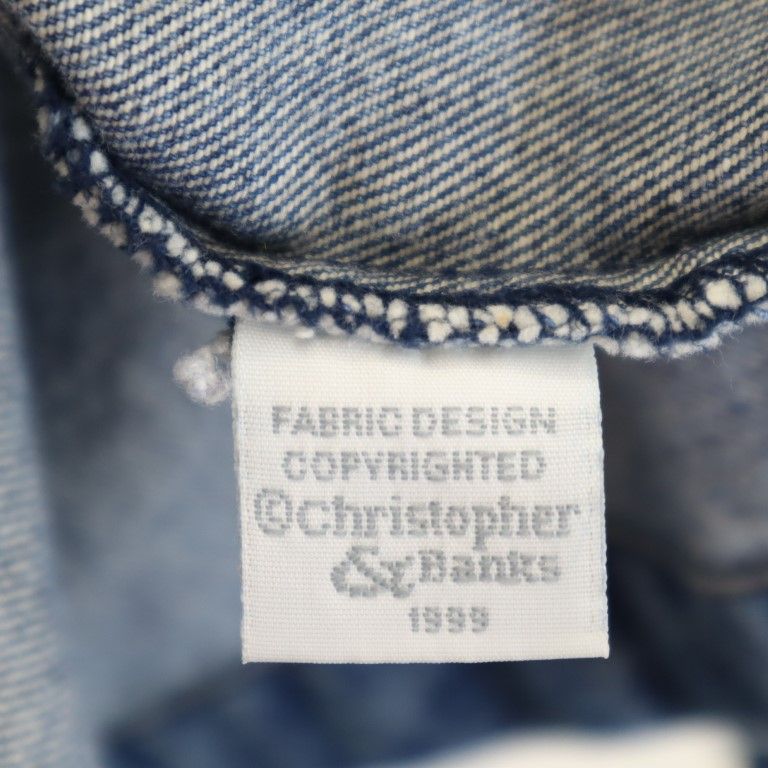 FABRIC DESIGN
COPYRIGHTED
©Christopher
&Banks
1999